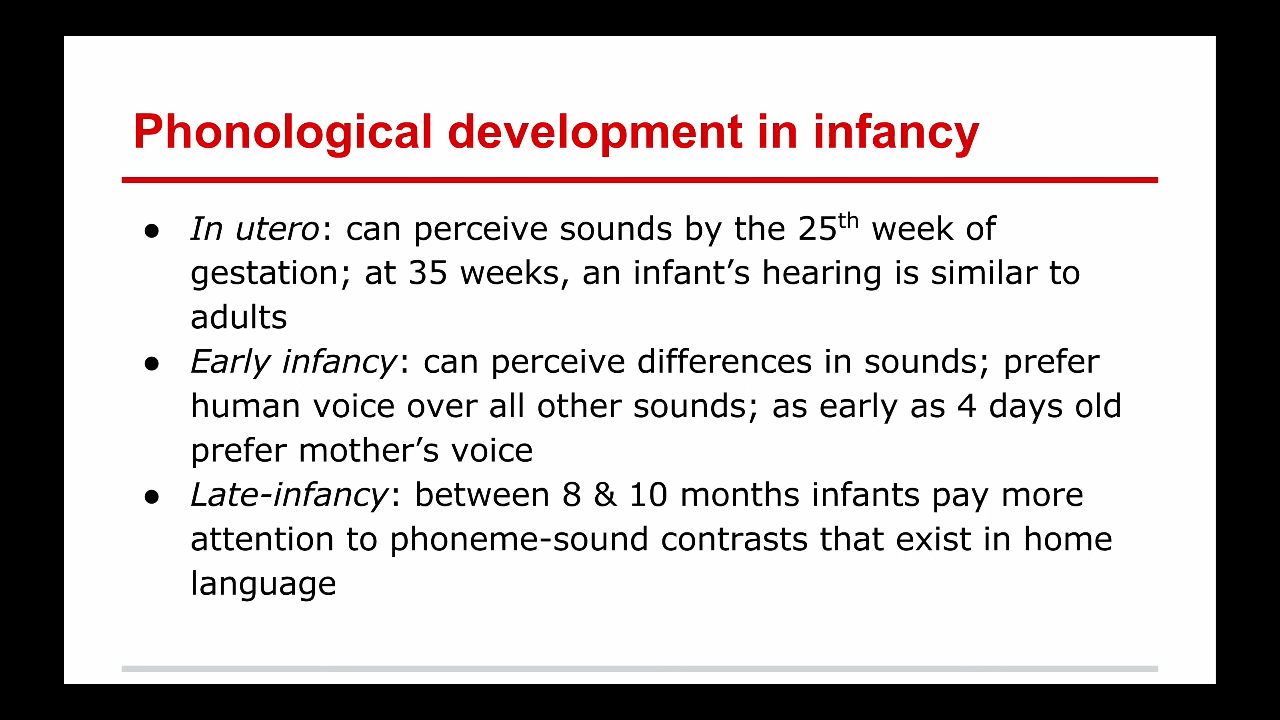 Phonological development in infancy
● In utero: can perceive sounds by the 25th week of
gestation; at 35 weeks, an infant’s hearing is similar to
adults
● Early infancy: can perceive differences in sounds; prefer
human voice over all other sounds; as early as 4 days old
prefer mother’s voice
● Late-infancy: between 8 & 10 months infants pay more
attention to phoneme-sound contrasts that exist in home
language